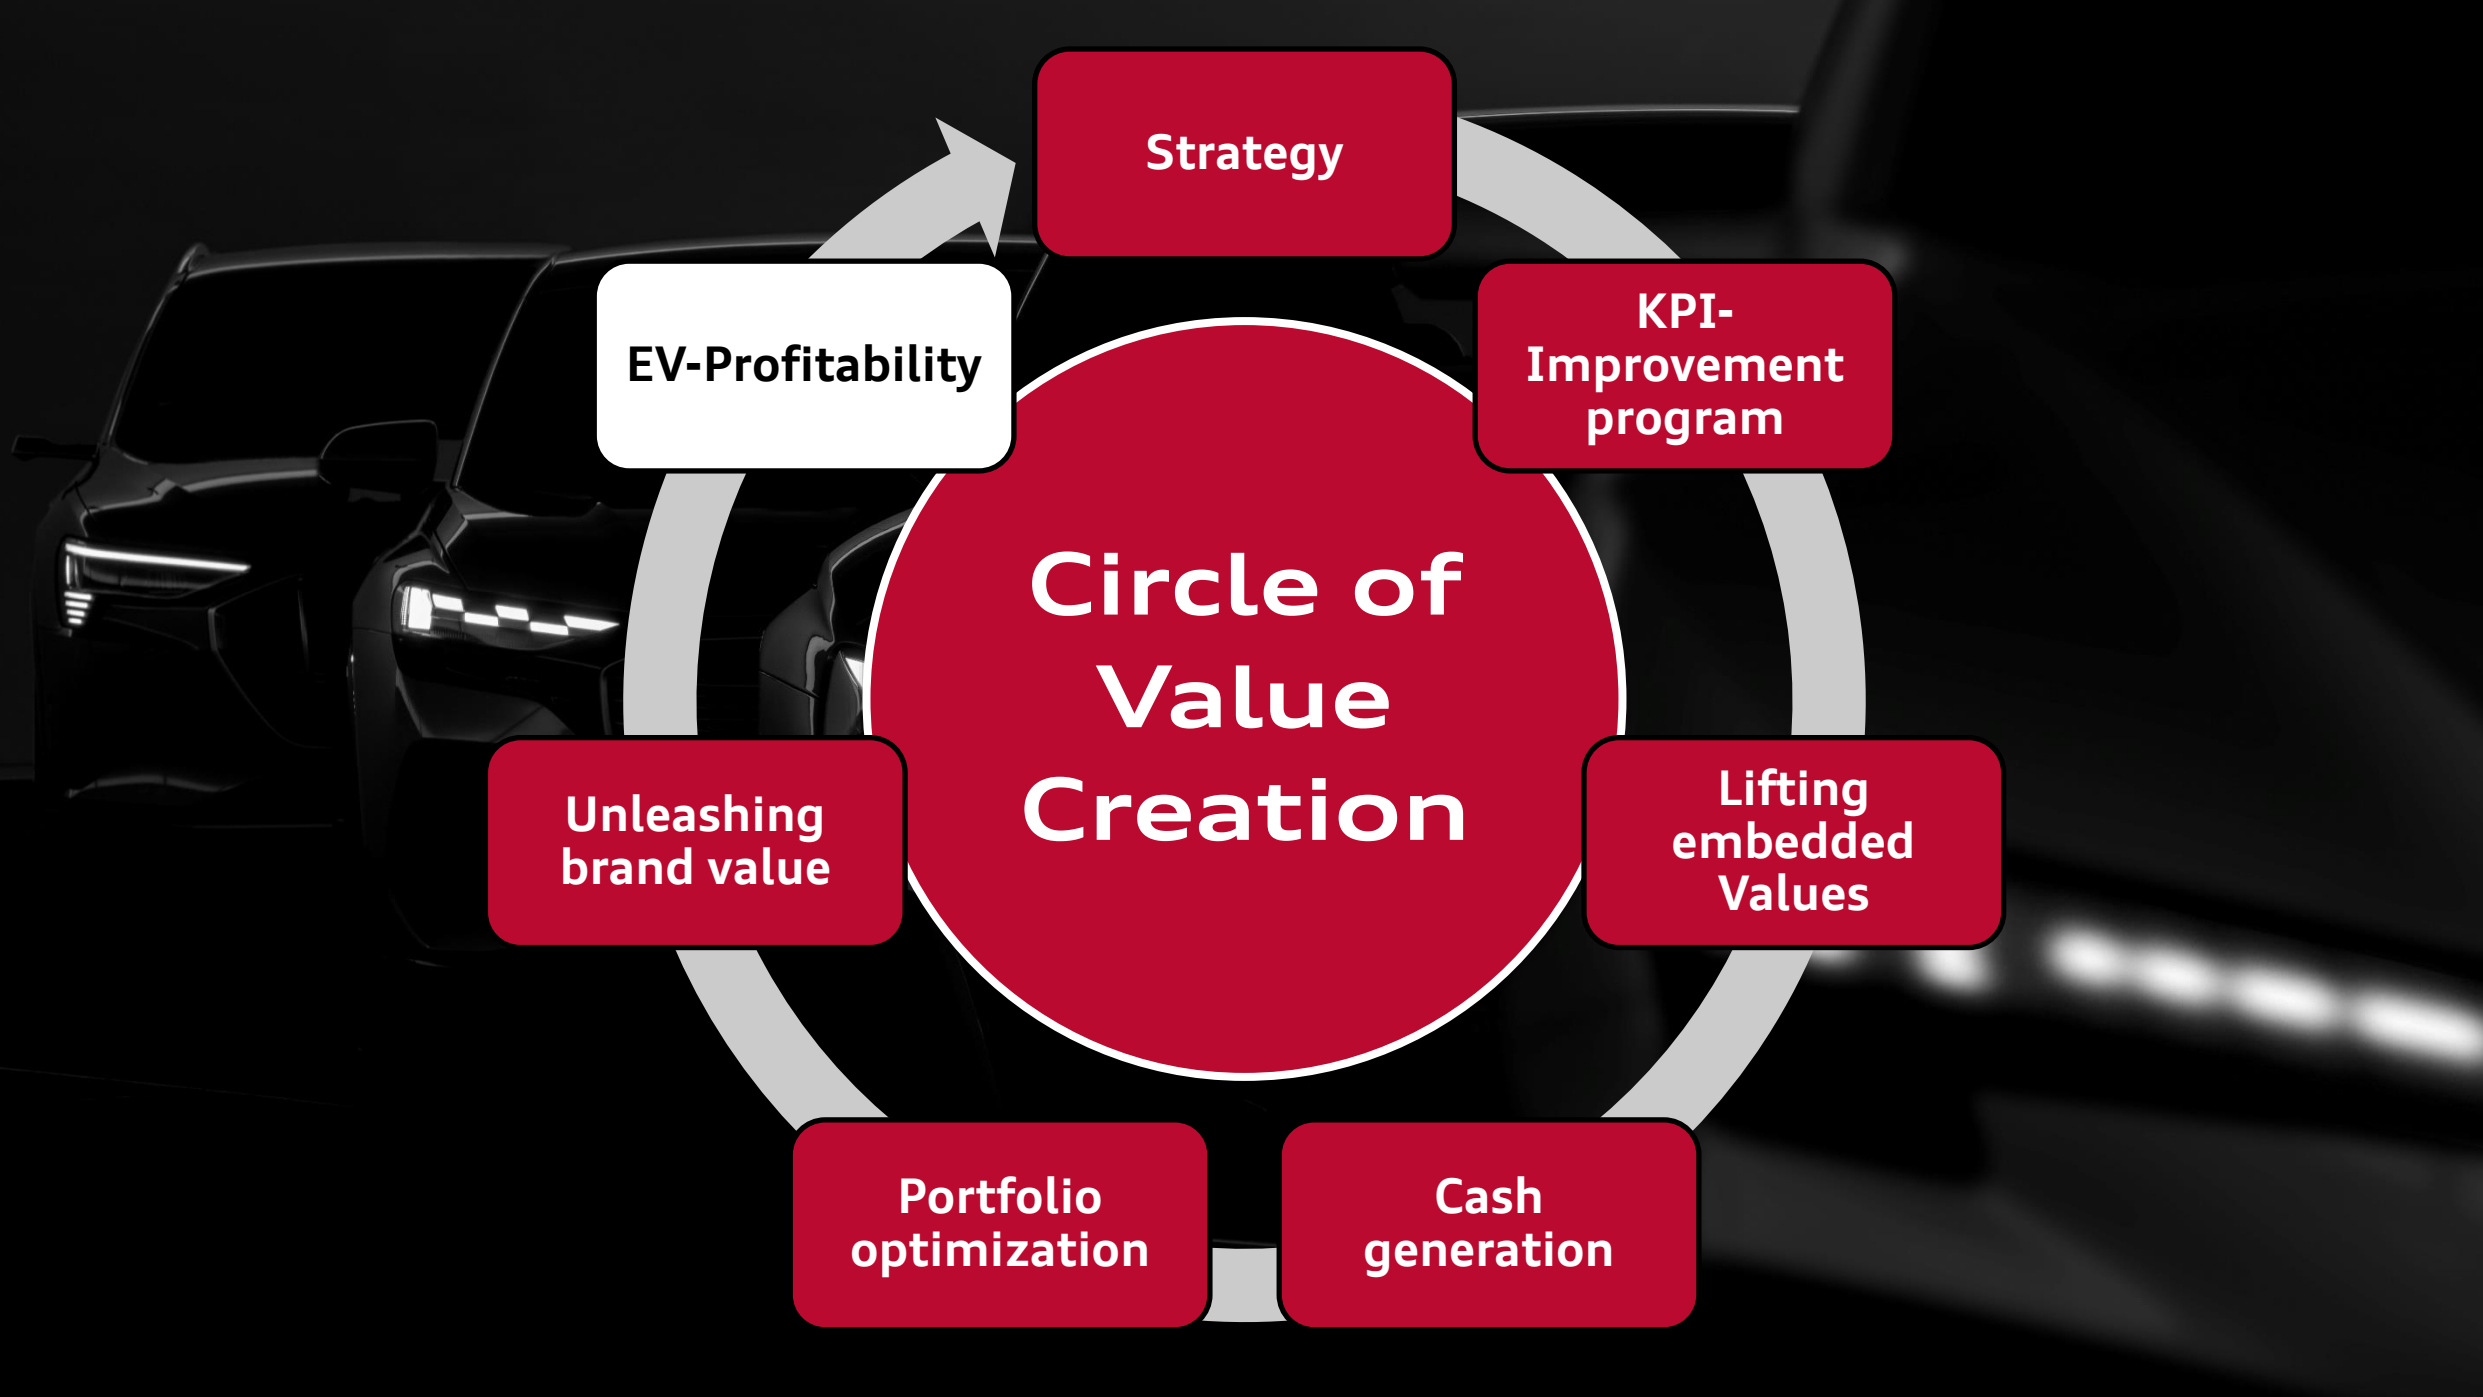 Strategy
KPI-
Improvement
program
Lifting
embedded
Values
Cash
generation
Portfolio
optimization
Unleashing
brand value
EV-Profitability
Circle of
Value
Creation